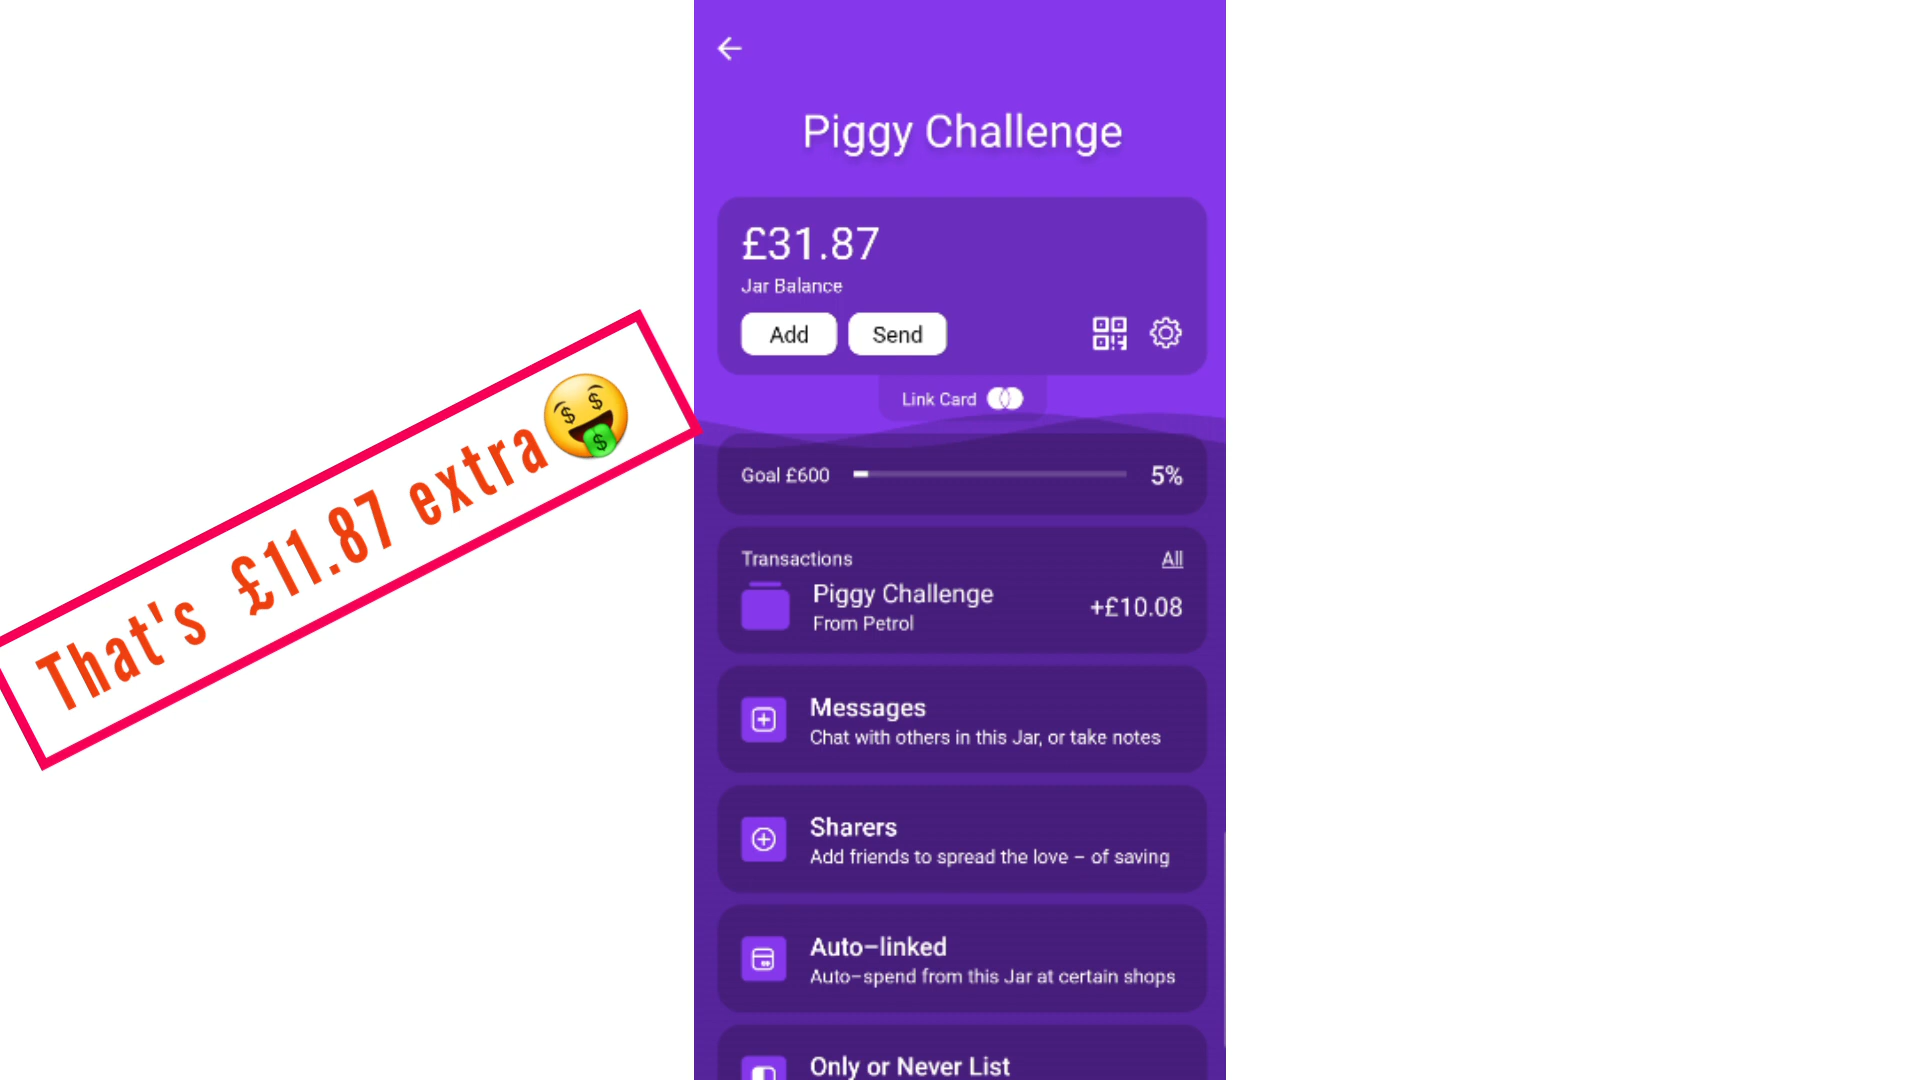 Piggy Challenge
£31.87
Jar Balance
Add Send
Link Card
Goal £600 5%
Transactions All
Piggy Challenge
From Petrol
+£10.08
Messages
Chat with others in this Jar, or take notes
Sharers
Add friends to spread the love – of saving
Auto–linked
Auto–spend from this Jar at certain shops
Only or Never List
That's £11.87 extra